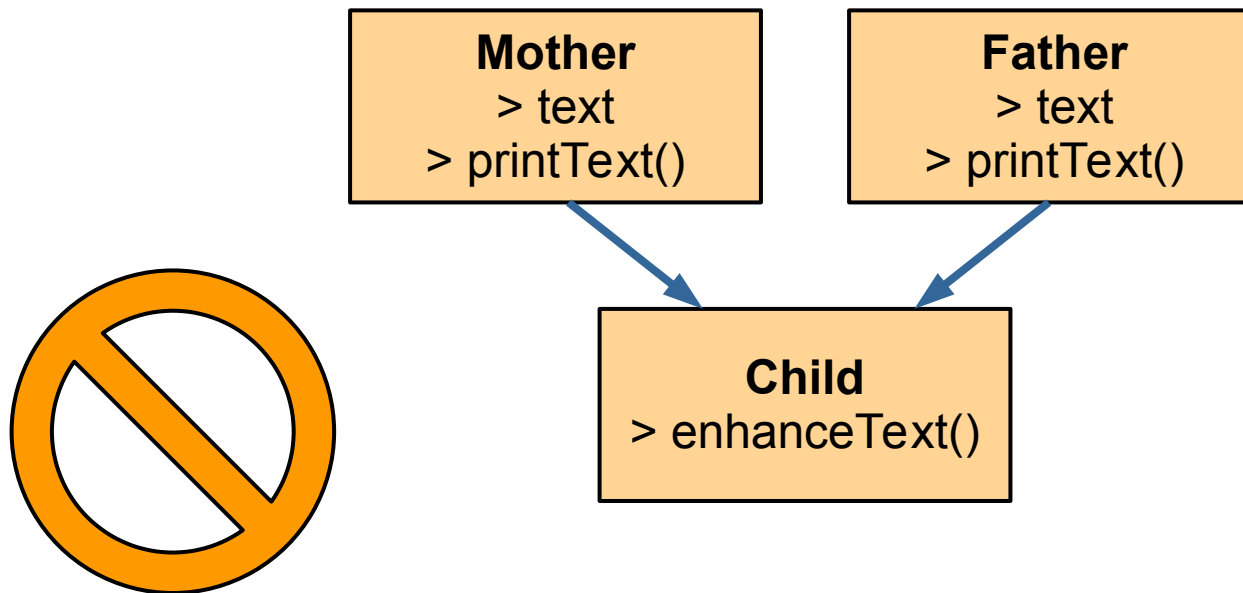 Mother
> text
> printText()
Father
> text
> printText()
Child
> enhanceText()